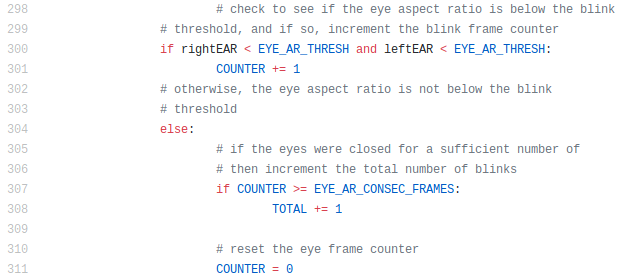 298 # check to see if the eye aspect ratio is below the blink
299 # threshold, and if so, increment the blink frame counter
300 if rightEAR < EYE_AR_THRESH and leftEAR < EYE_AR_THRESH:
301 COUNTER += 1
302 # otherwise, the eye aspect ratio is not below the blink
303 # threshold
304 else:
305 # if the eyes were closed for a sufficient number of
306 # then increment the total number of blinks
307 if COUNTER >= EYE_AR_CONSEC_FRAMES:
308 TOTAL += 1
309
310 # reset the eye frame counter
311 COUNTER = 0